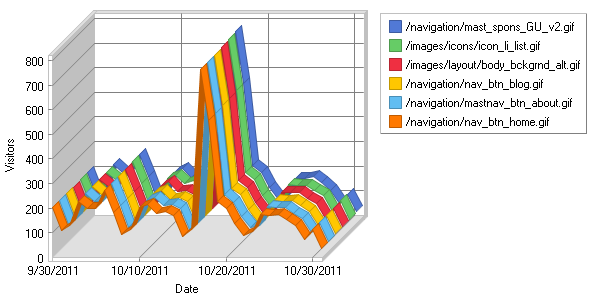 /navigation/mast_spons_GU_v2.gif
/images/icons/icon_li_list.gif
/images/layout/body_bckgrnd_alt.gif
/navigation/nav_btn_blog.gif
/navigation/mastnav_btn_about.gif
/navigation/nav_btn_home.gif
Visitors
800
700
600
500
400
300
200
100
0
9/30/2011 10/10/2011 10/20/2011 10/30/2011
Date